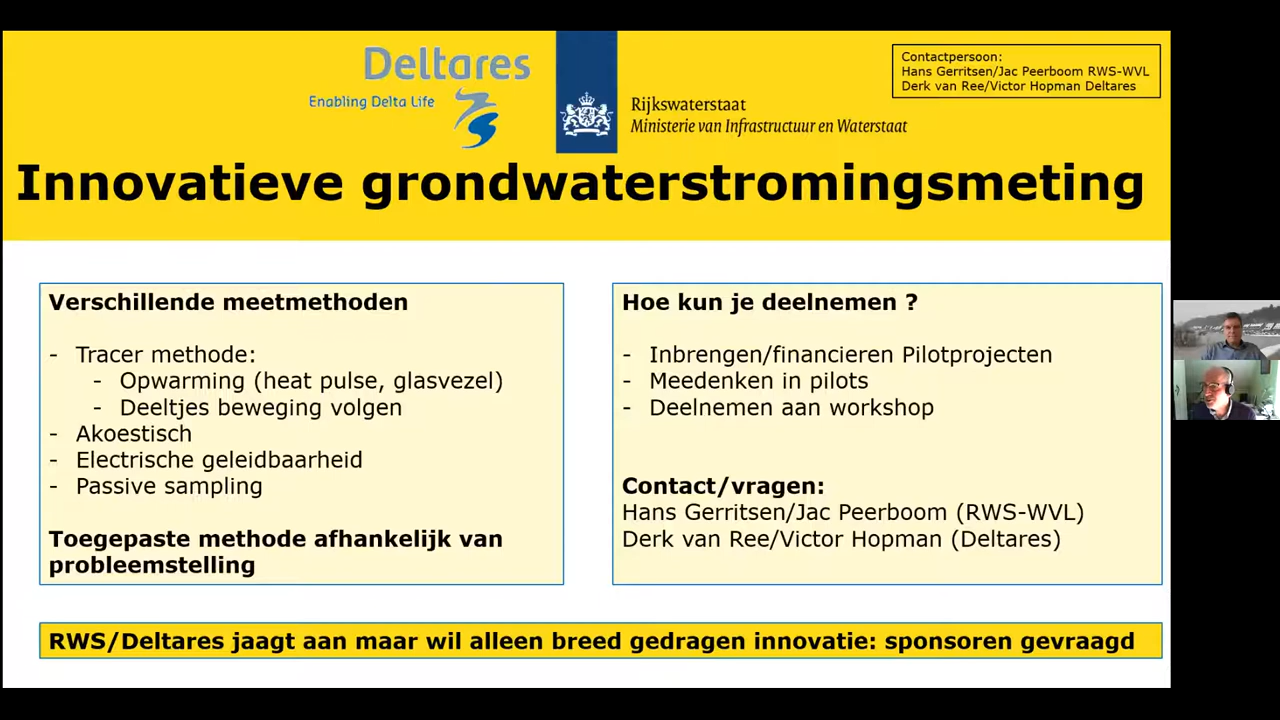 Deltares
Enabling Delta Life
Rijkswaterstaat
Ministerie van Infrastructuur en Waterstaat
Contactpersoon:
Hans Gerritsen/Jac Peerboom RWS-WVL
Derk van Ree/Victor Hopman Deltares
Innovatieve grondwaterstromingsmeting
Verschillende meetmethoden
- Tracer methode:
- Opwarming (heat pulse, glasvezel)
- Deeltjes beweging volgen
- Akoestisch
- Electrische geleidbaarheid
- Passive sampling
Toegepaste methode afhankelijk van
probleemstelling
Hoe kun je deelnemen ?
- Inbrengen/financieren Pilotprojecten
- Meedenken in pilots
- Deelnemen aan workshop
Contact/vragen:
Hans Gerritsen/Jac Peerboom (RWS-WVL)
Derk van Ree/Victor Hopman (Deltares)
RWS/Deltares jaagt aan maar wil alleen breed gedragen innovatie: sponsoren gevraagd